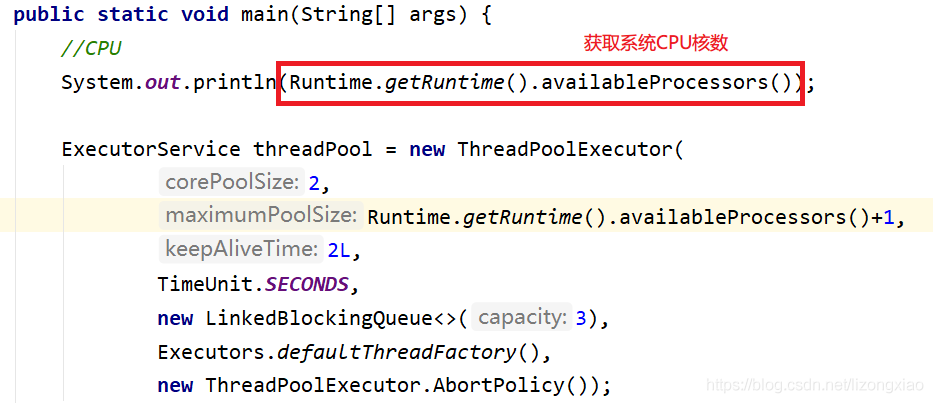 public static void main(String[] args) {
//CPU
获取系统CPU核数
System.out.println(Runtime.getRuntime().availableProcessors());
ExecutorService threadPool = new ThreadPoolExecutor(
corePoolSize: 2,
maximumPoolSize: Runtime.getRuntime().availableProcessors()+1,
keepAliveTime: 2L,
TimeUnit.SECONDS,
new LinkedBlockingQueue<>( capacity: 3),
Executors.defaultThreadFactory(),
new ThreadPoolExecutor.AbortPolicy());
https://blog.csdn.net/lizongxiao